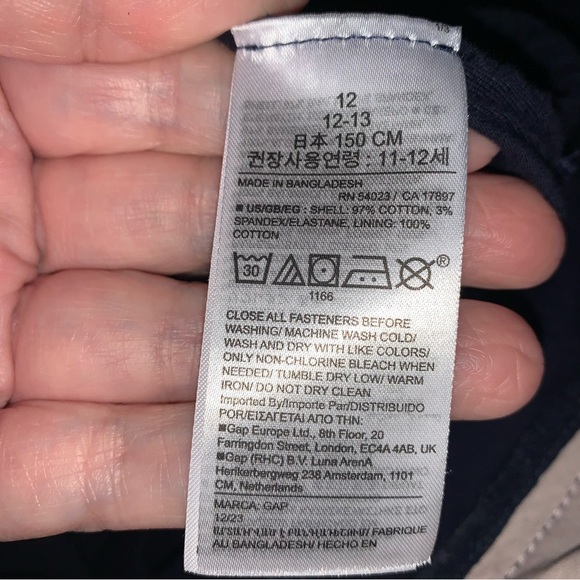 12
12-13
日本 150 CM
권장사용연령 : 11-12세
MADE IN BANGLADESH
RN 54023 / CA 17897
■ US/GB/EG : SHELL: 97% COTTON, 3%
SPANDEX/ELASTANE, LINING: 100%
COTTON
30
®
1166
CLOSE ALL FASTENERS BEFORE
WASHING/ MACHINE WASH COLD/
WASH AND DRY WITH LIKE COLORS/
ONLY NON-CHLORINE BLEACH WHEN
NEEDED/ TUMBLE DRY LOW/ WARM
IRON/ DO NOT DRY CLEAN
Imported By/Importe Par/DISTRIBUIDO
POR/ΕΙΣΑΓΕΤΑΙ ΑΠΟ ΤΗΝ:
■Gap Europe Ltd., 8th Floor, 20
Farringdon Street, London, EC4A 4AB, UK
■Gap (RHC) B.V. Luna ArenA
Herikerbergweg 238 Amsterdam, 1101
CM, Netherlands
MARCA: GAP
12/23
FABRIQUE
AU BANGLADESH/ HECHO EN